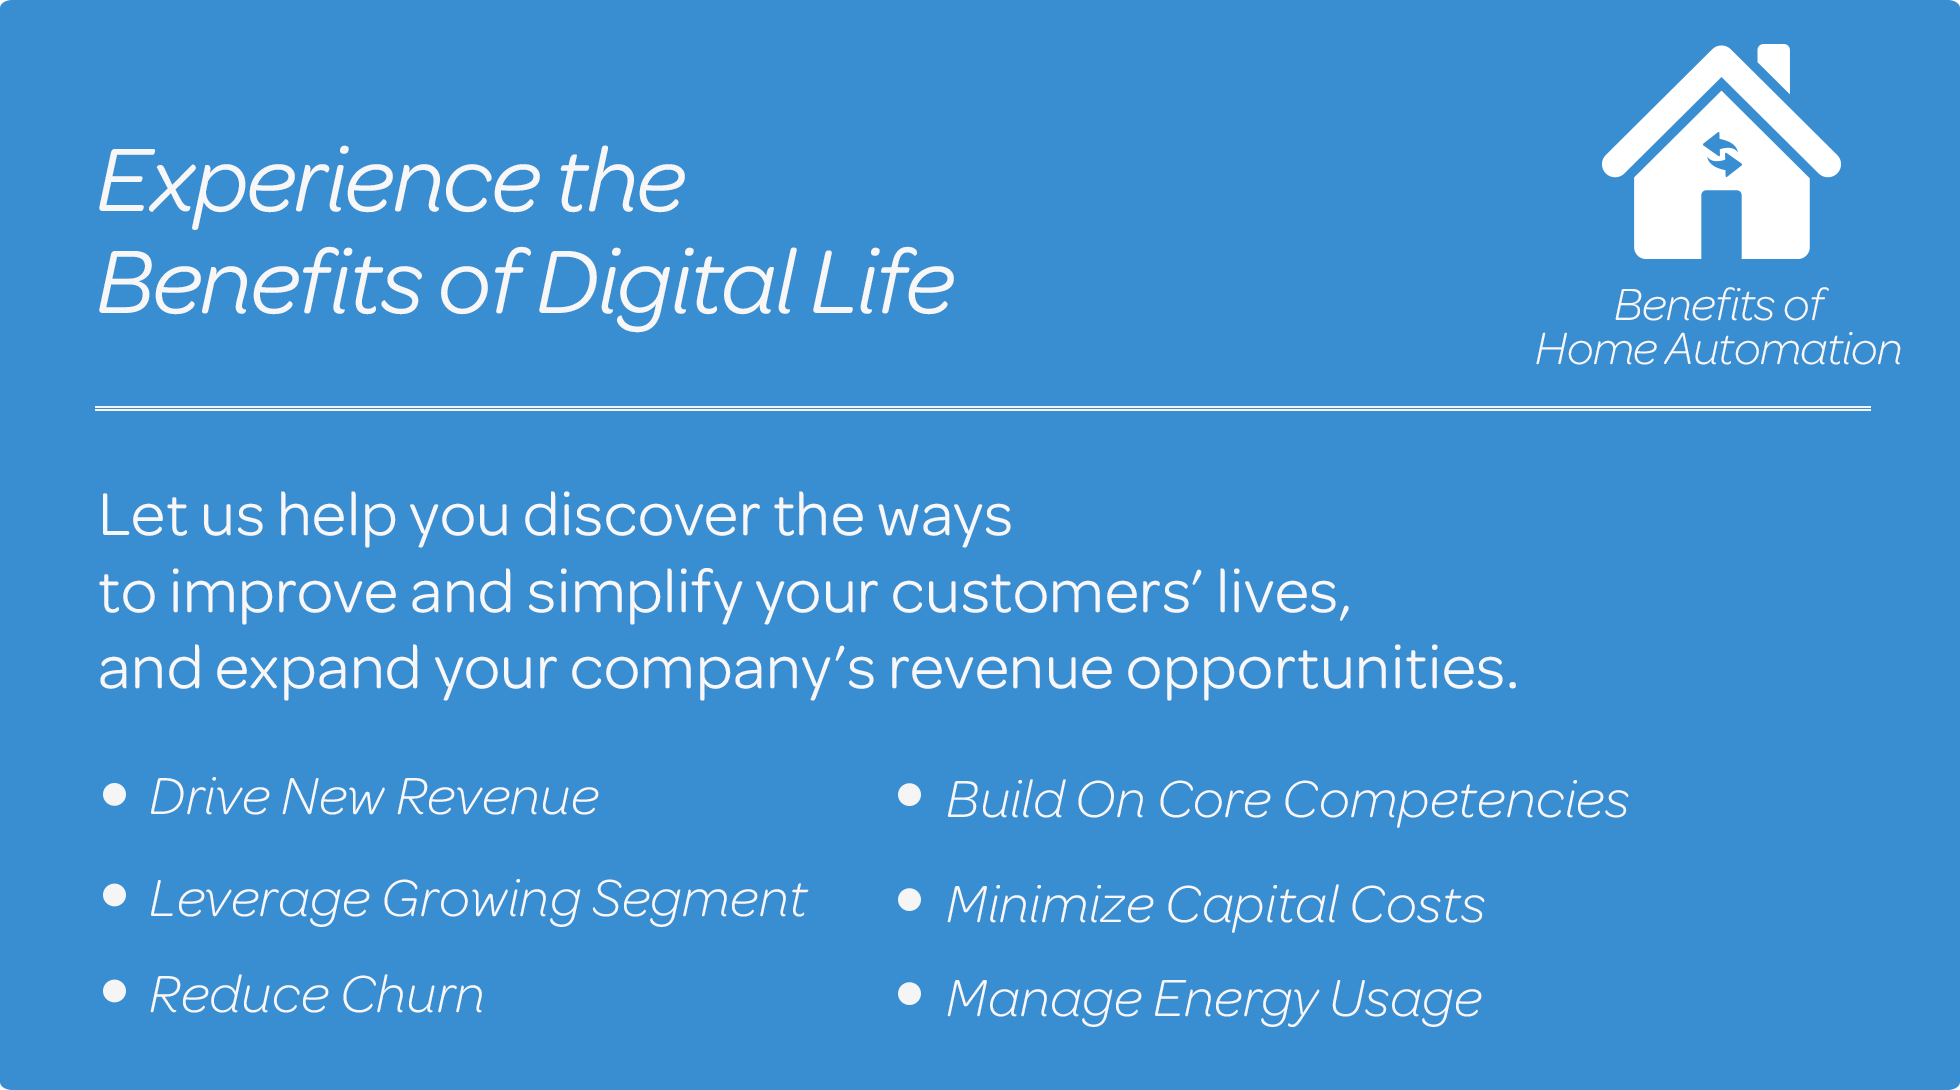 Experience the
Benefits of Digital Life
Benefits of
Home Automation
Let us help you discover the ways
to improve and simplify your customers’ lives,
and expand your company’s revenue opportunities.
Drive New Revenue
Leverage Growing Segment
Reduce Churn
Build On Core Competencies
Minimize Capital Costs
Manage Energy Usage